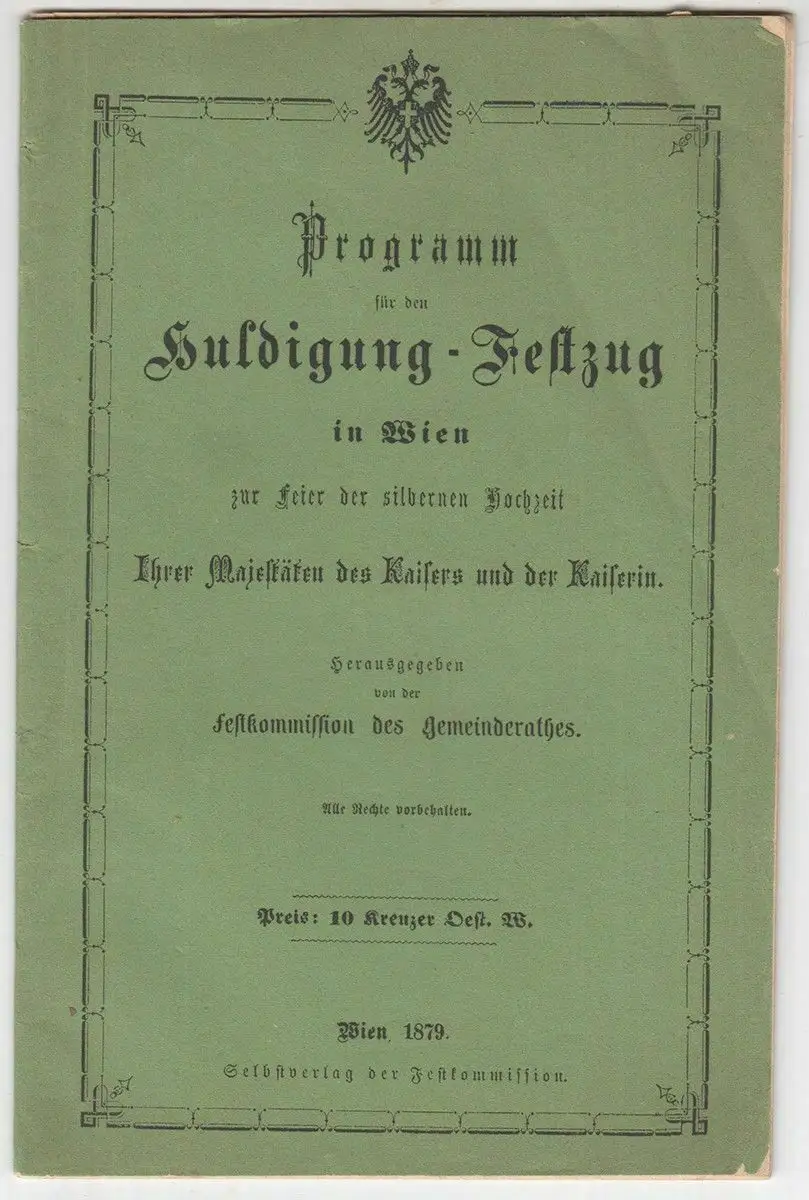 Programm
für den
Huldigung-Festzug
in Wien
zur Feier der silbernen Hochzeit
Ihrer Majestäten des Kaisers und der Kaiserin.
Herausgegeben
von der
Festkommission des Gemeinderathes.
Alle Rechte vorbehalten.
Preis: 10 Kreuzer Oest. W.
Wien, 1879.
Selbstverlag der Festkommission.